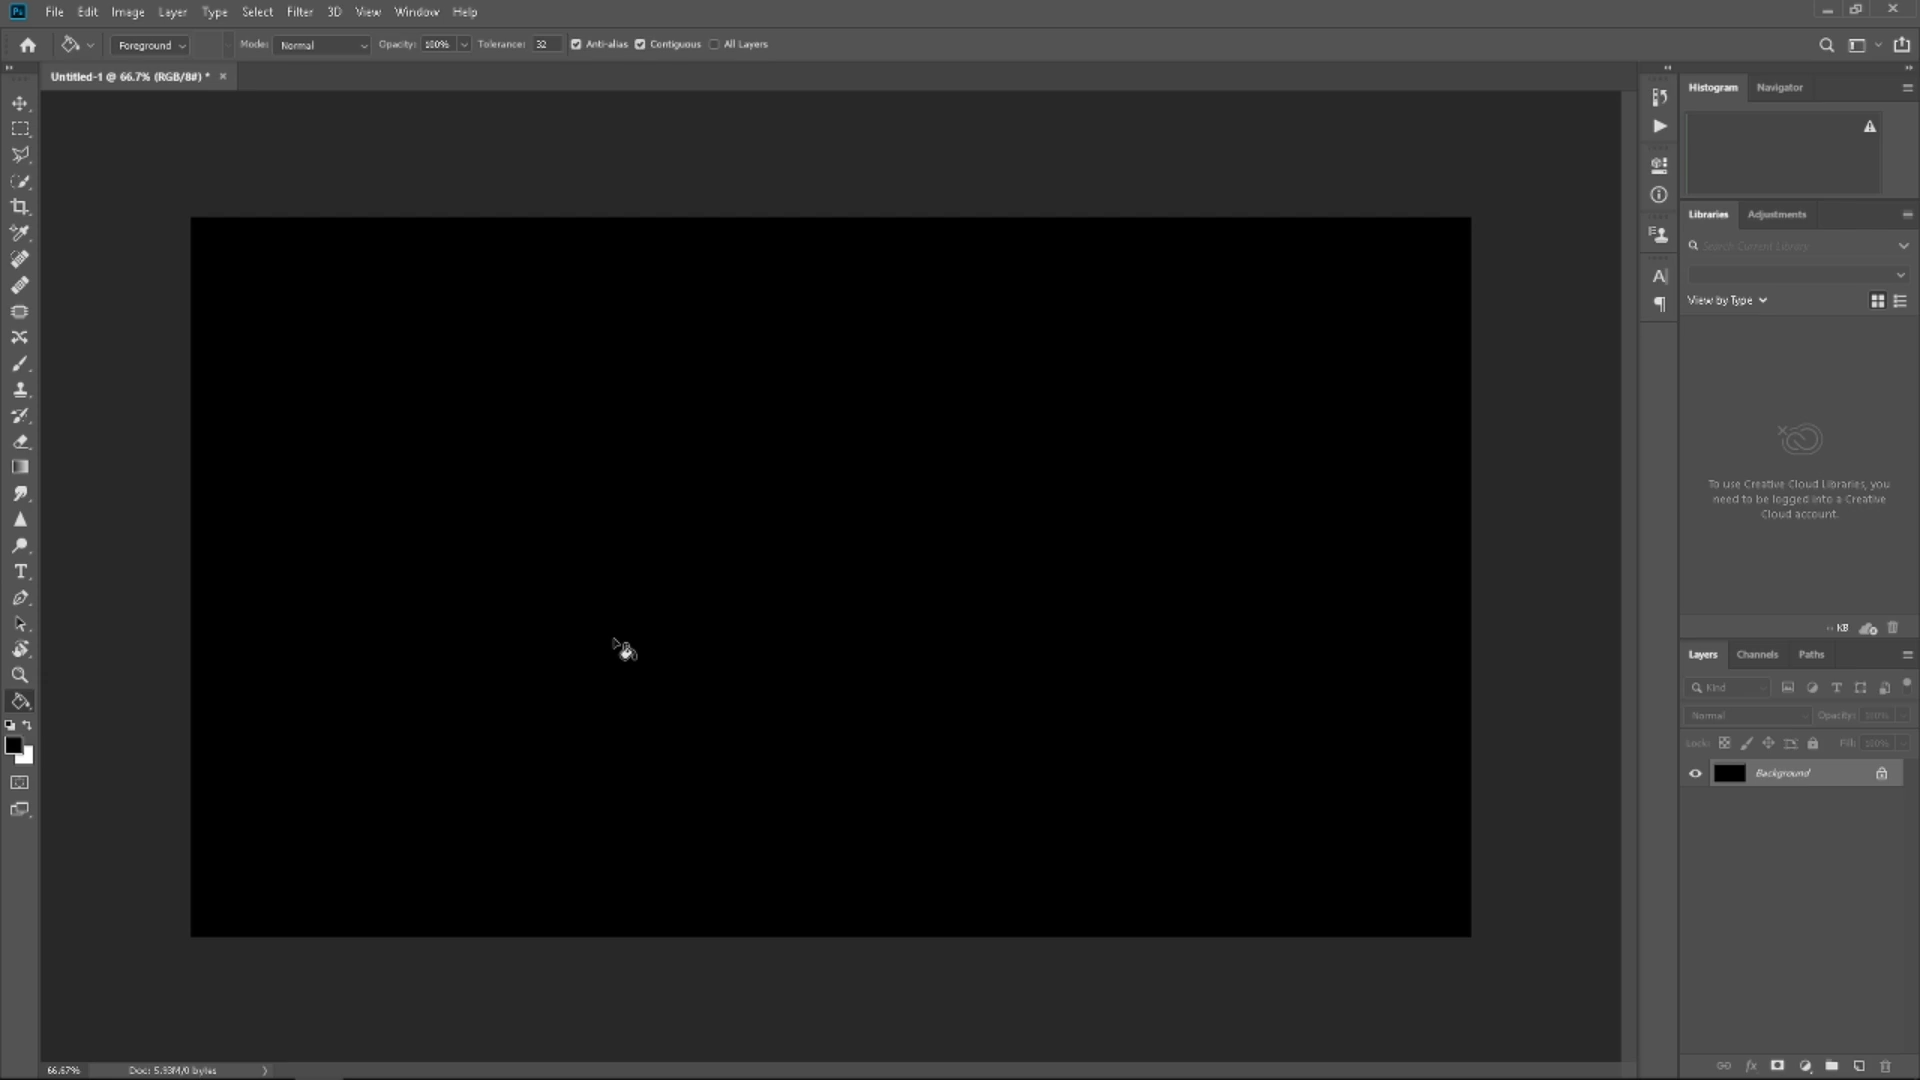 Ps File Edit Image Layer Type Select Filter 3D View Window Help
Foreground Mode: Normal Opacity: 100% Tolerance: 32 Anti-alias Contiguous All Layers
Untitled-1 @ 66.7% (RGB/8#) * ×
Histogram Navigator
Libraries Adjustments
Search Current Library
View by Type
To use Creative Cloud Libraries, you
need to be logged into a Creative
Cloud account.
-- KB
Layers Channels Paths
Kind
Normal Opacity: 100%
Lock: Fill: 100%
Background
fx
66.67% Doc: 5.93M/0 bytes